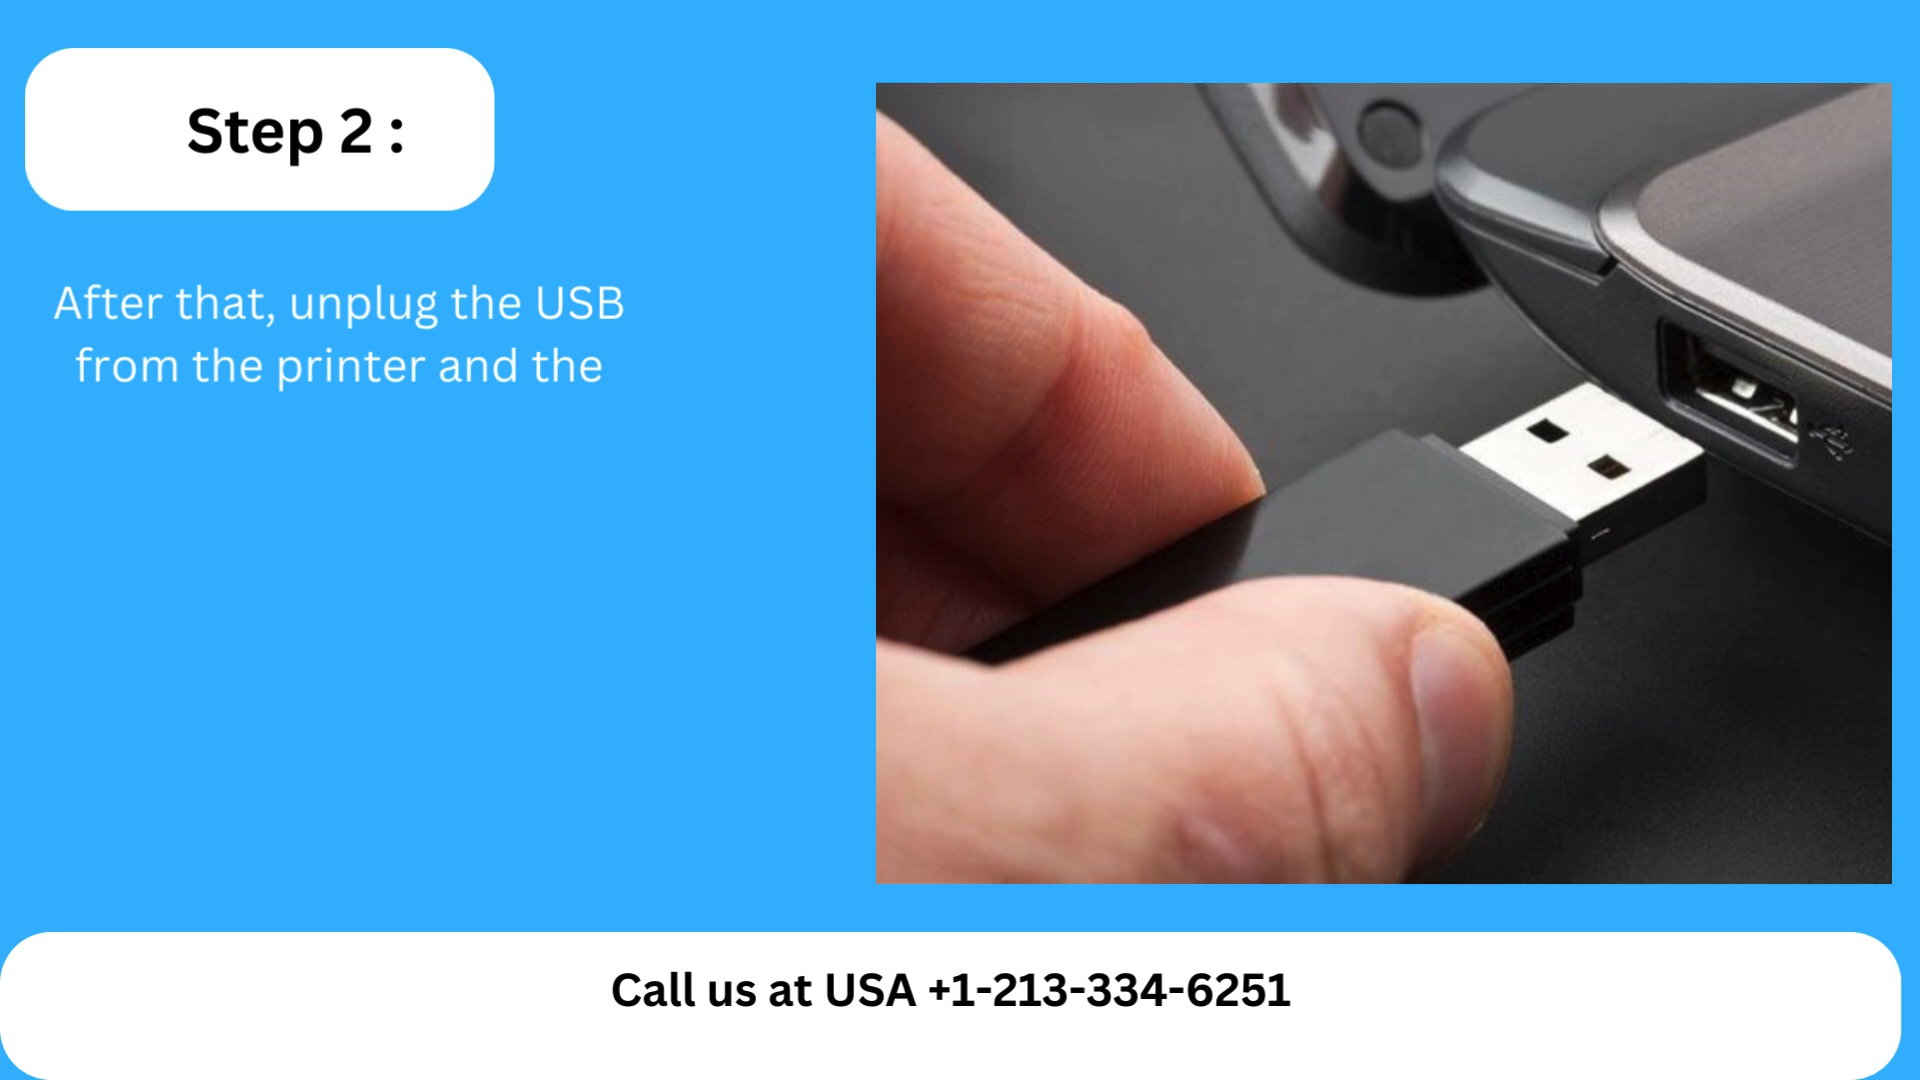 Step 2 :
After that, unplug the USB
from the printer and the
Call us at USA +1-213-334-6251